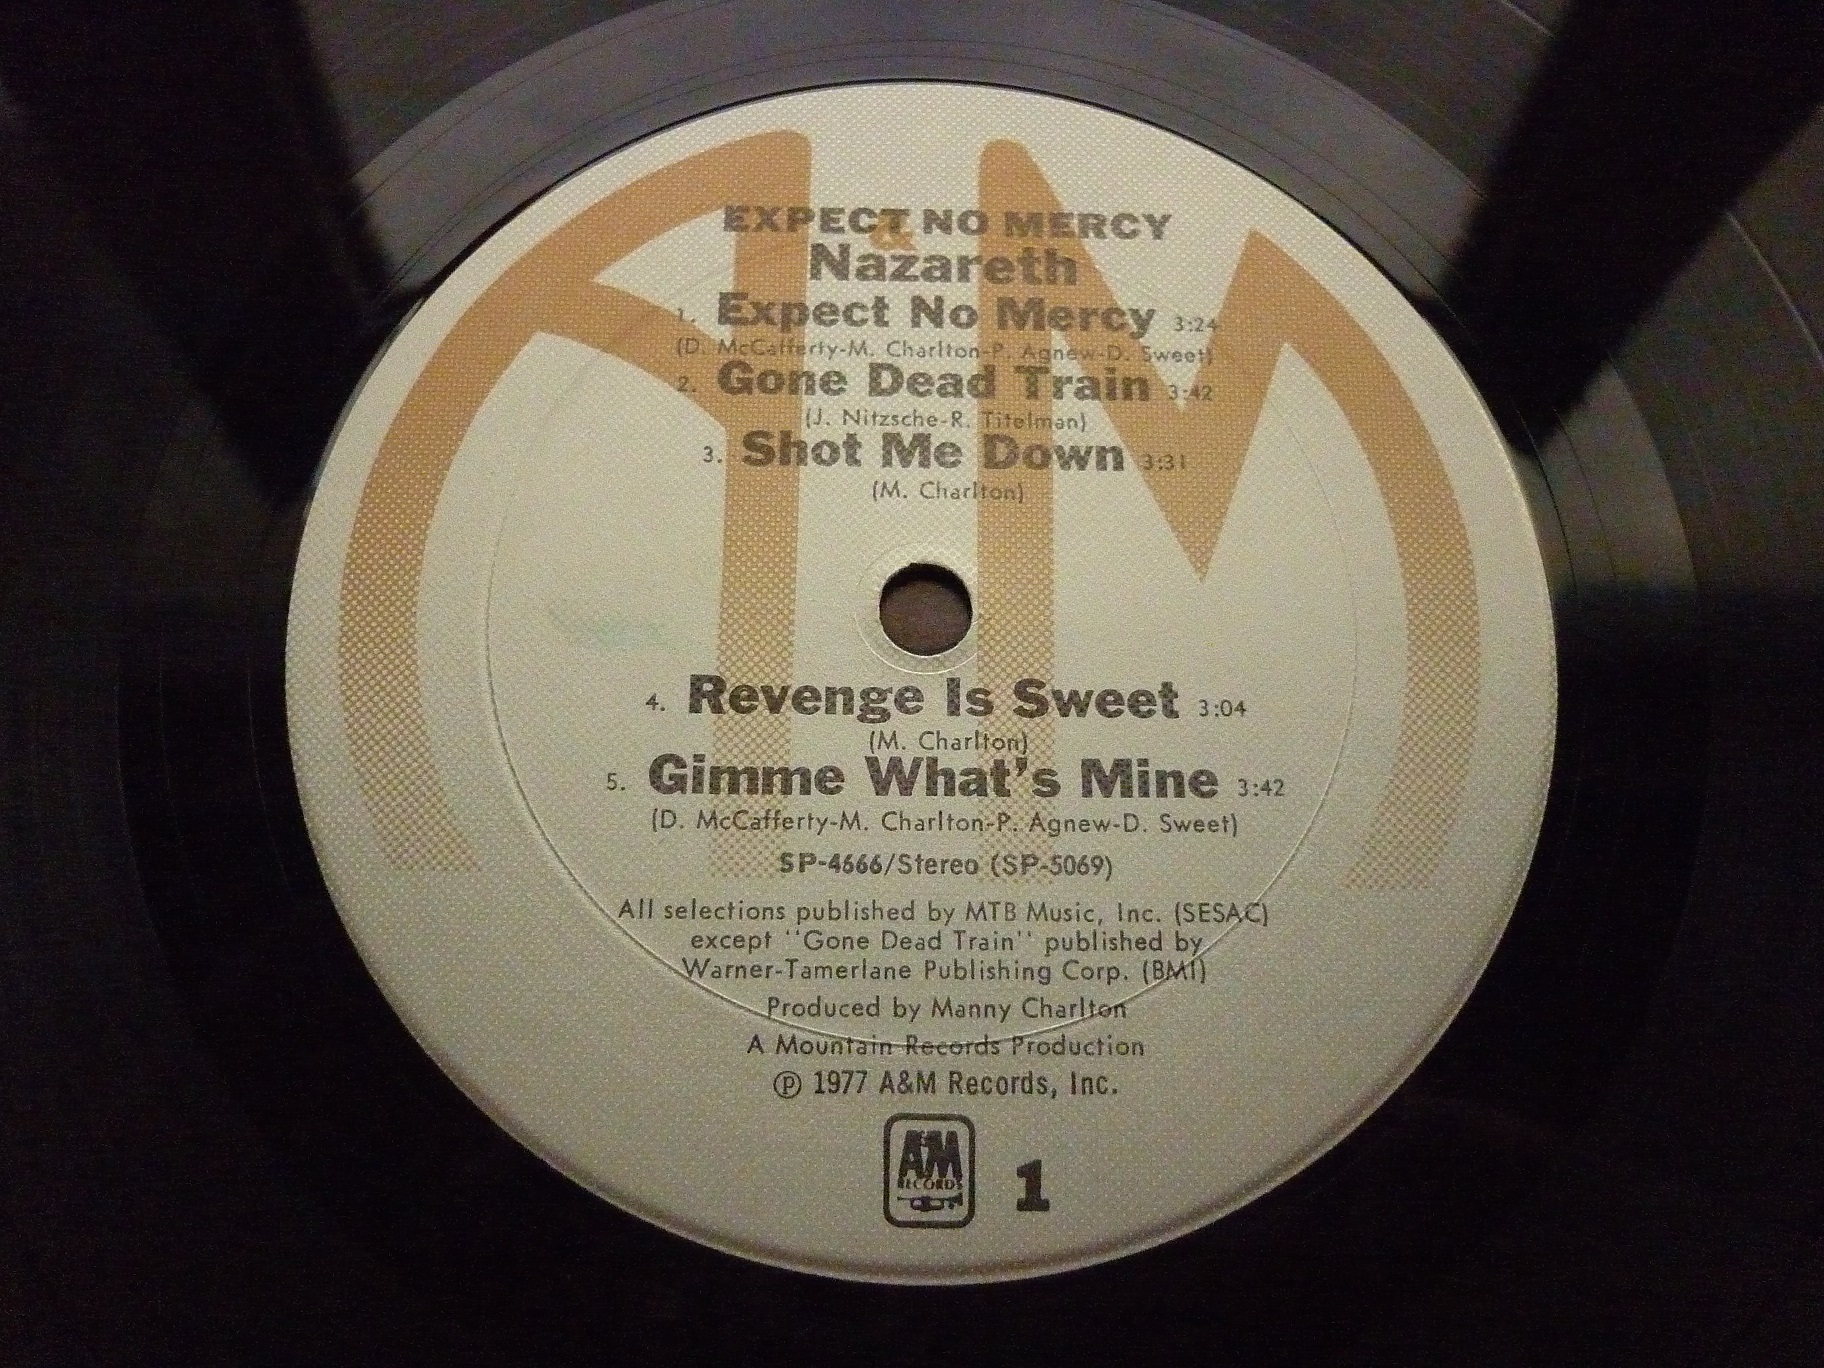 A&M
EXPECT NO MERCY
Nazareth
1. Expect No Mercy 3:24
(D. McCafferty-M. Charlton-P. Agnew-D. Sweet)
2. Gone Dead Train 3:42
(J. Nitzsche-R. Titelman)
3. Shot Me Down 3:31
(M. Charlton)
4. Revenge Is Sweet 3:04
(M. Charlton)
5. Gimme What's Mine 3:42
(D. McCafferty-M. Charlton-P. Agnew-D. Sweet)
SP-4666/Stereo (SP-5069)
All selections published by MTB Music, Inc. (SESAC)
except "Gone Dead Train" published by
Warner-Tamerlane Publishing Corp. (BMI)
Produced by Manny Charlton
A Mountain Records Production
℗ 1977 A&M Records, Inc.
A&M
RECORDS
1